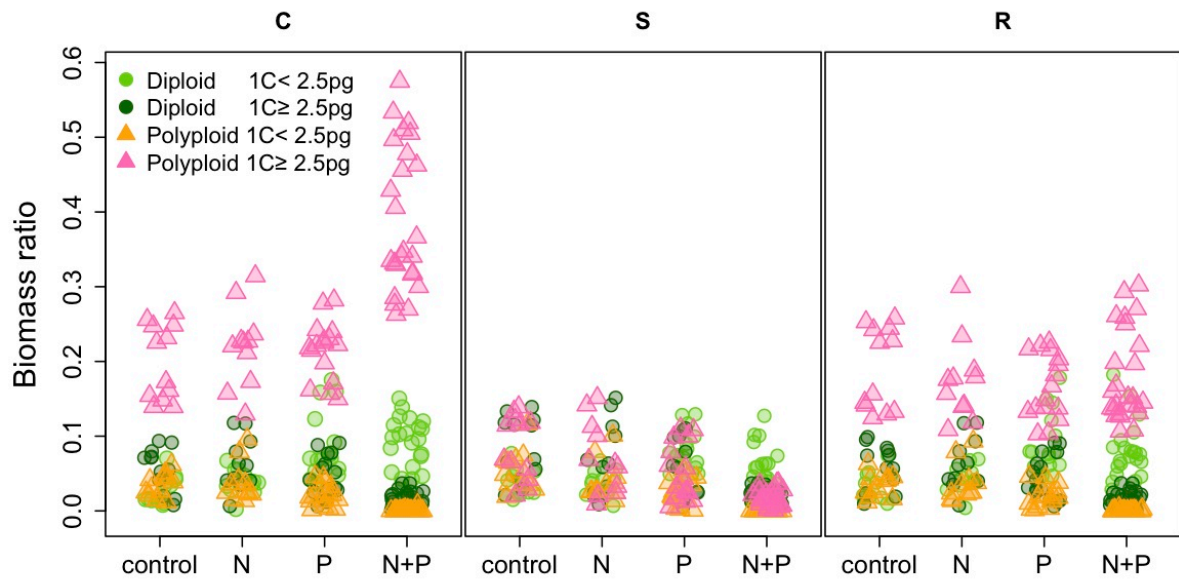 C S R
Biomass ratio
0.6
0.5
0.4
0.3
0.2
0.1
0.0
Diploid 1C< 2.5pg
Diploid 1C≥ 2.5pg
Polyploid 1C< 2.5pg
Polyploid 1C≥ 2.5pg
control N P N+P control N P N+P control N P N+P